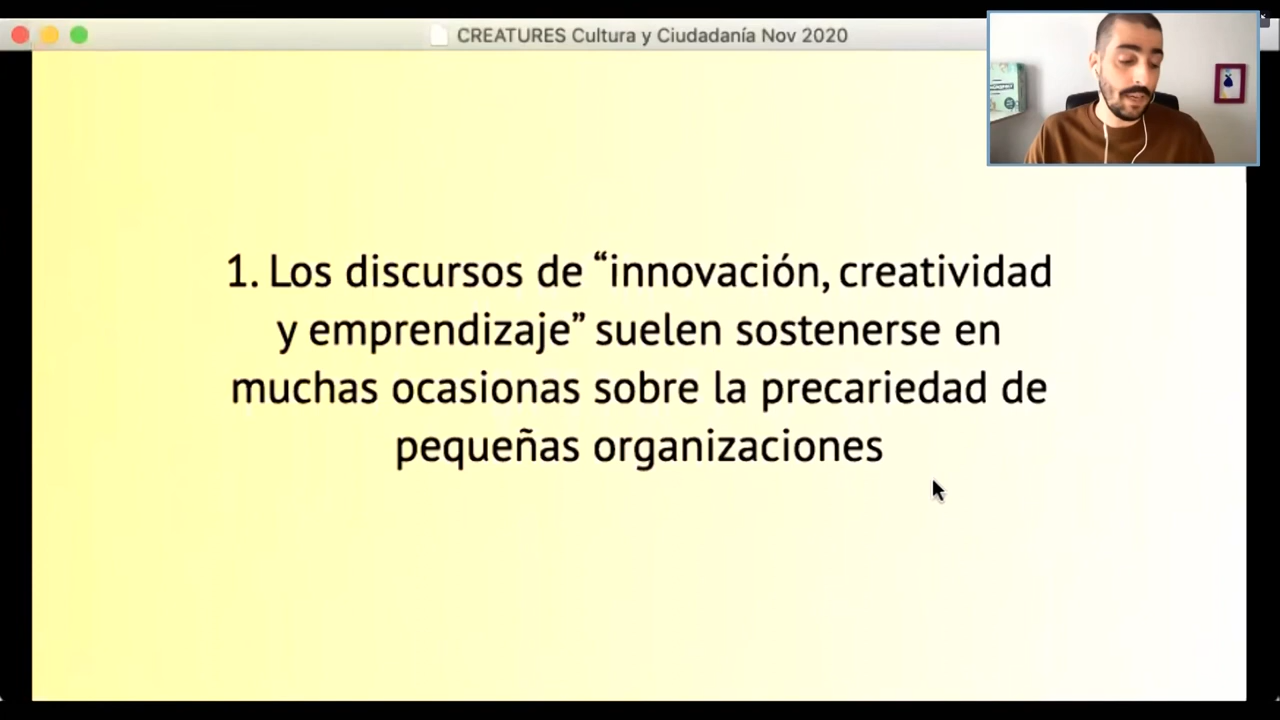 CREATURES Cultura y Ciudadanía Nov 2020
1. Los discursos de “innovación, creatividad
y emprendizaje” suelen sostenerse en
muchas ocasionas sobre la precariedad de
pequeñas organizaciones